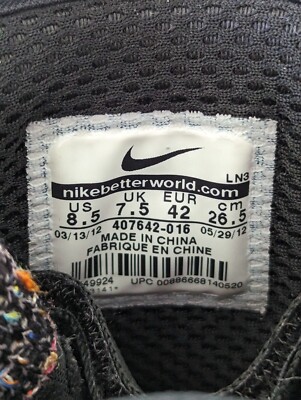 LN3
nikebetterworld.com
US UK EUR cm
8.5 7.5 42 26.5
03/13/12 407642-016 05/29/12
MADE IN CHINA
FABRIQUE EN CHINE
UPC 00886668140520